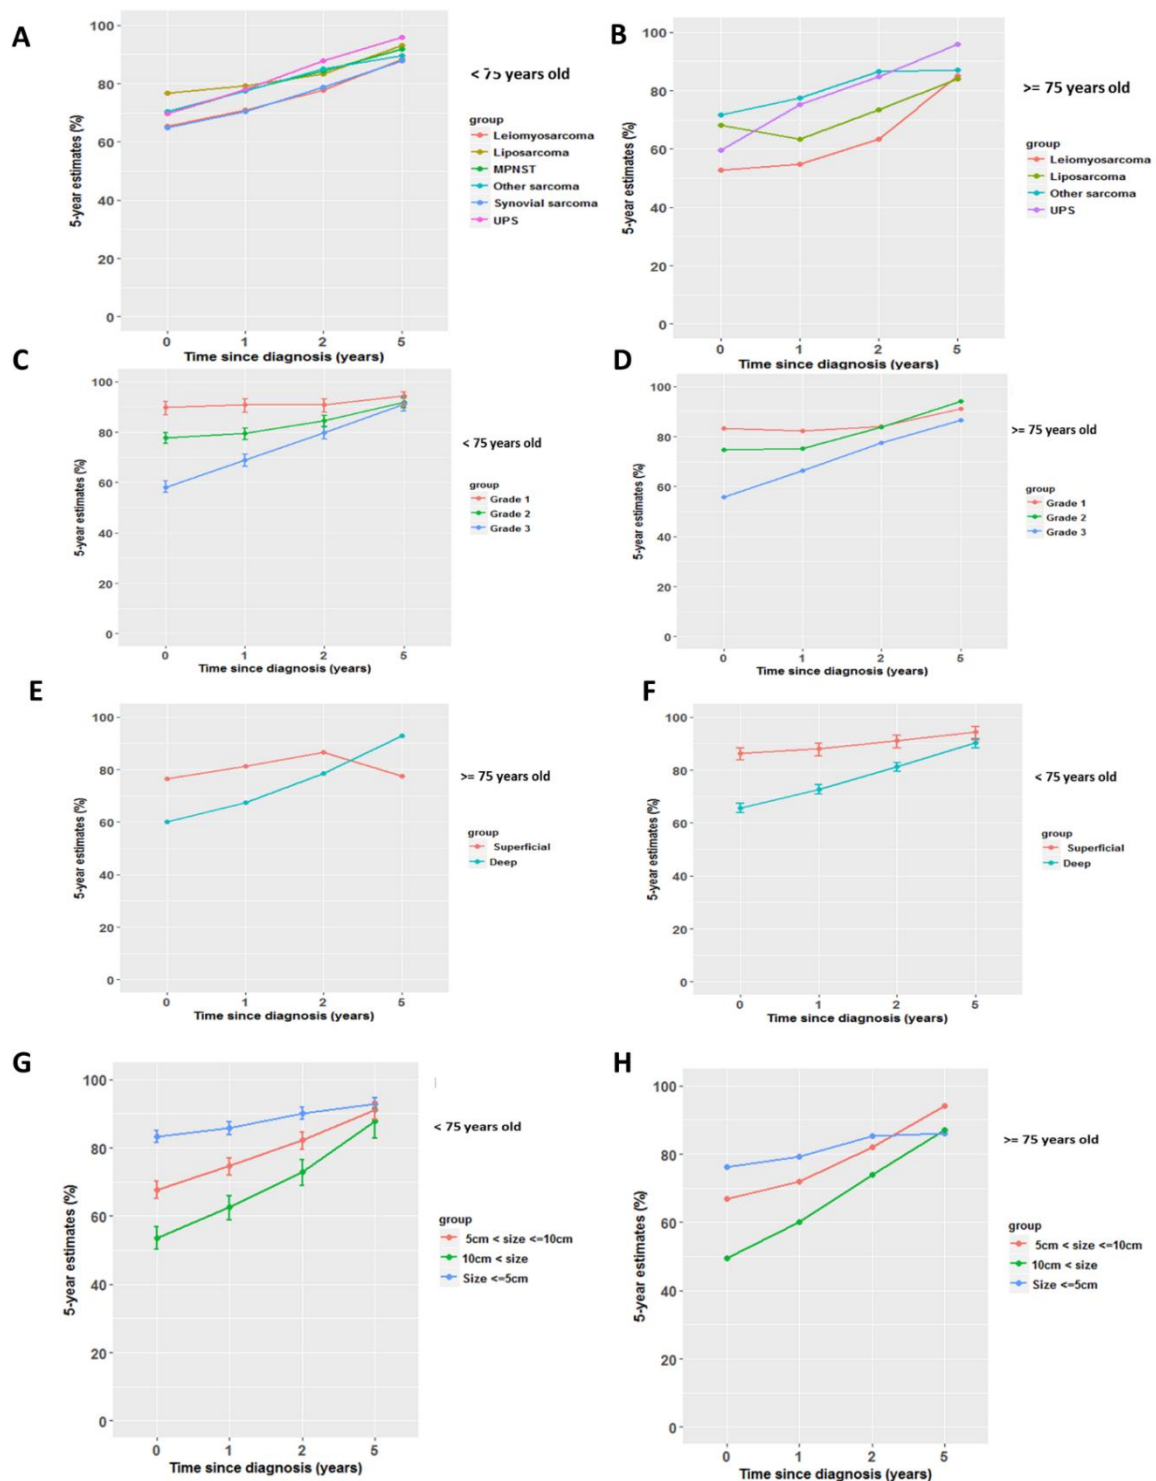 A
100
80
60
40
20
0
5-year estimates (%)
0 1 2 5
Time since diagnosis (years)
< 75 years old
group
Leiomyosarcoma
Liposarcoma
MPNST
Other sarcoma
Synovial sarcoma
UPS
B
100
80
60
40
20
0
5-year estimates (%)
0 1 2 5
Time since diagnosis (years)
>= 75 years old
group
Leiomyosarcoma
Liposarcoma
Other sarcoma
UPS
C
100
80
60
40
20
0
5-year estimates (%)
0 1 2 5
Time since diagnosis (years)
< 75 years old
group
Grade 1
Grade 2
Grade 3
D
100
80
60
40
20
0
5-year estimates (%)
0 1 2 5
Time since diagnosis (years)
>= 75 years old
group
Grade 1
Grade 2
Grade 3
E
100
80
60
40
20
0
5-year estimates (%)
0 1 2 5
Time since diagnosis (years)
>= 75 years old
group
Superficial
Deep
F
100
80
60
40
20
0
5-year estimates (%)
0 1 2 5
Time since diagnosis (years)
< 75 years old
group
Superficial
Deep
G
100
80
60
40
20
0
5-year estimates (%)
0 1 2 5
Time since diagnosis (years)
< 75 years old
group
5cm < size <=10cm
10cm < size
Size <=5cm
H
100
80
60
40
20
0
5-year estimates (%)
0 1 2 5
Time since diagnosis (years)
>= 75 years old
group
5cm < size <=10cm
10cm < size
Size <=5cm